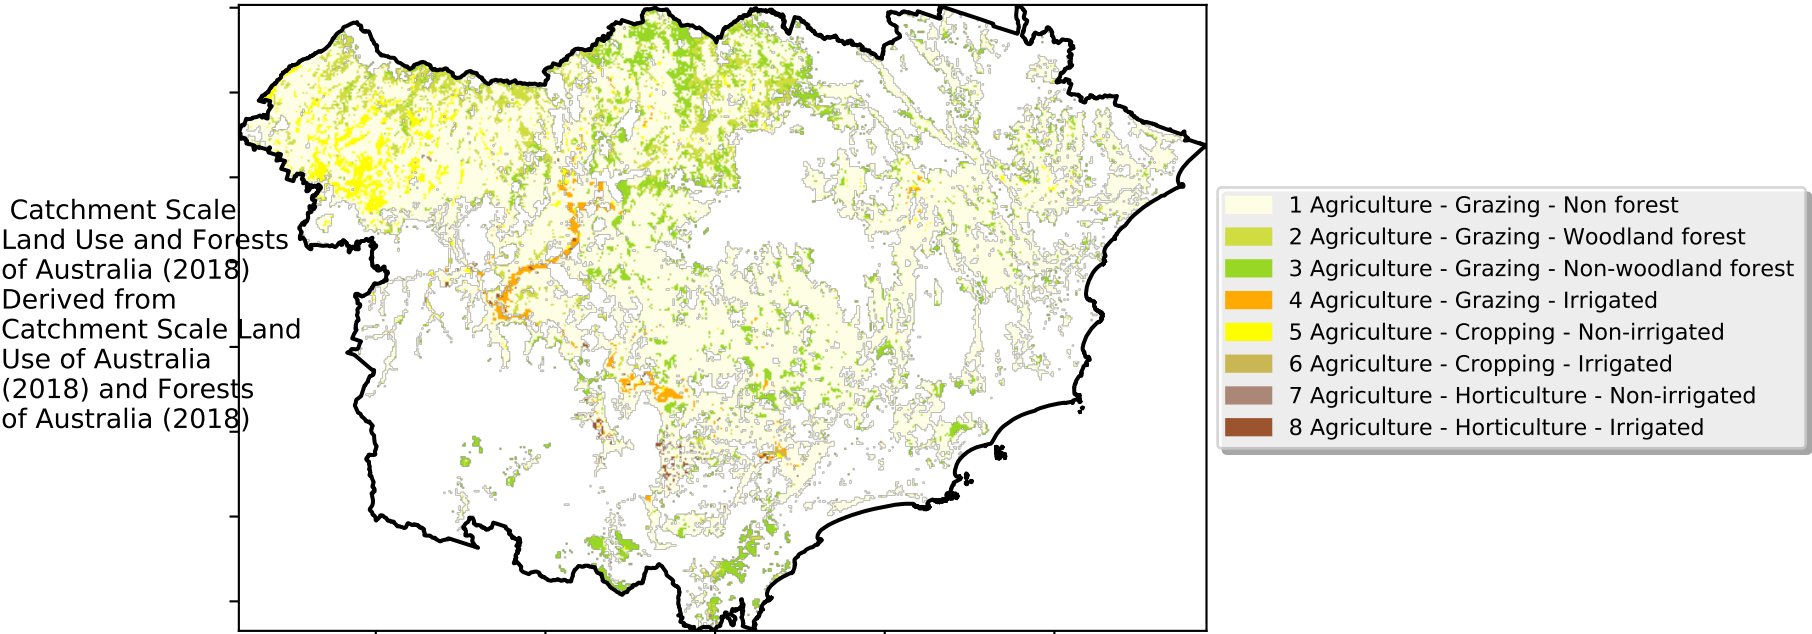 Catchment Scale
Land Use and Forests
of Australia (2018)
Derived from
Catchment Scale Land
Use of Australia
(2018) and Forests
of Australia (2018)
1 Agriculture - Grazing - Non forest
2 Agriculture - Grazing - Woodland forest
3 Agriculture - Grazing - Non-woodland forest
4 Agriculture - Grazing - Irrigated
5 Agriculture - Cropping - Non-irrigated
6 Agriculture - Cropping - Irrigated
7 Agriculture - Horticulture - Non-irrigated
8 Agriculture - Horticulture - Irrigated